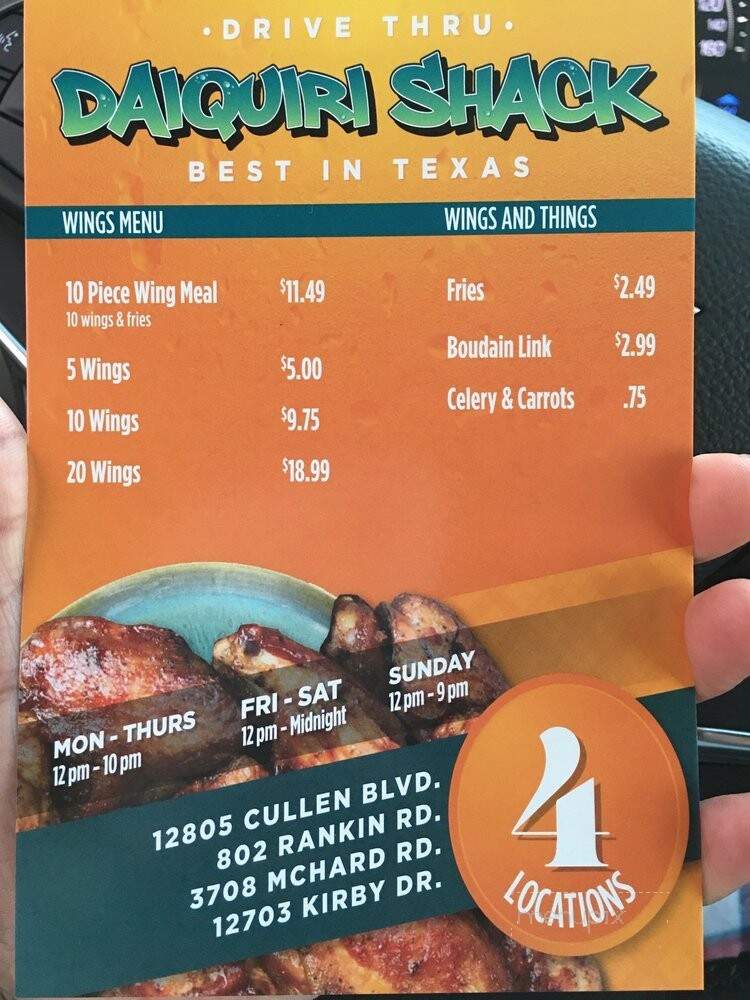 •DRIVE THRU•
DAIQUIRI SHACK
BEST IN TEXAS
WINGS MENU
10 Piece Wing Meal $11.49
10 wings & fries
5 Wings $5.00
10 Wings $9.75
20 Wings $18.99
WINGS AND THINGS
Fries $2.49
Boudain Link $2.99
Celery & Carrots .75
MON - THURS
12 pm - 10 pm
FRI - SAT
12 pm - Midnight
SUNDAY
12 pm - 9 pm
12805 CULLEN BLVD.
802 RANKIN RD.
3708 MCHARD RD.
12703 KIRBY DR.
4
LOCATIONS
menupix
160